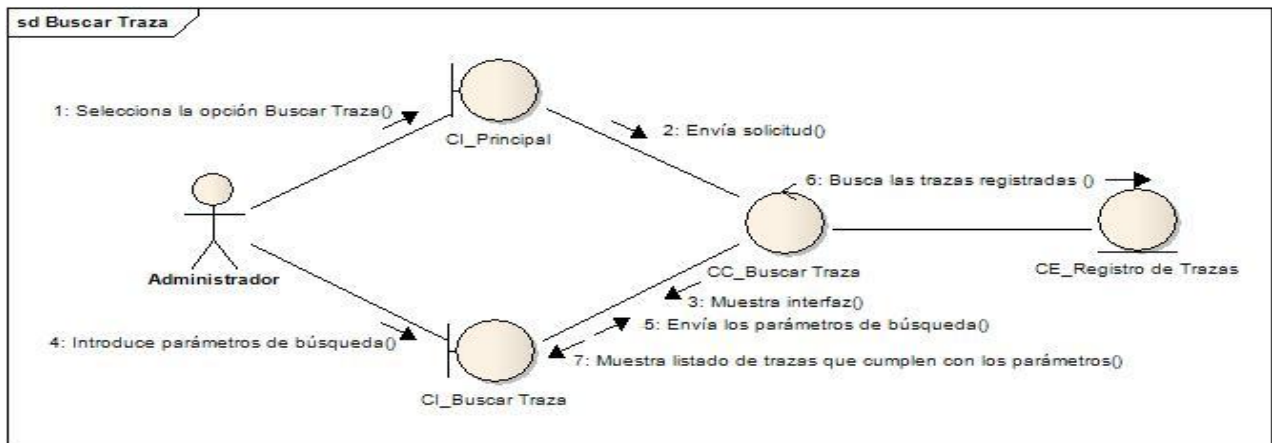 sd Buscar Traza
1: Selecciona la opción Buscar Traza()
CI_Principal
2: Envía solicitud()
6: Busca las trazas registradas ()
Administrador
CC_Buscar Traza
CE_Registro de Trazas
3: Muestra interfaz()
4: Introduce parámetros de búsqueda()
5: Envía los parámetros de búsqueda()
7: Muestra listado de trazas que cumplen con los parámetros()
CI_Buscar Traza